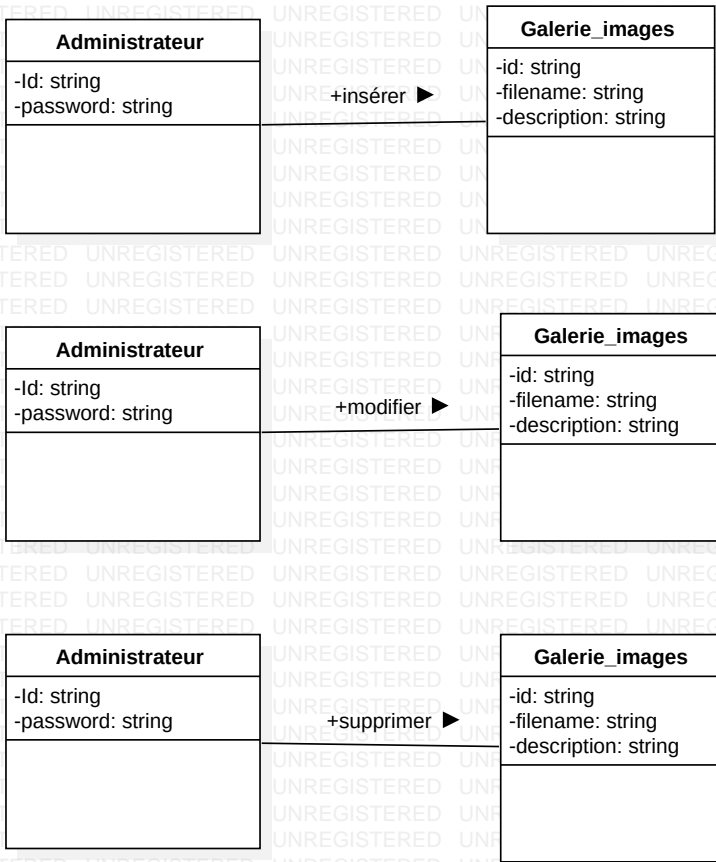 Administrateur
-Id: string
-password: string
+insérer ►
Galerie_images
-id: string
-filename: string
-description: string
Administrateur
-Id: string
-password: string
+modifier ►
Galerie_images
-id: string
-filename: string
-description: string
Administrateur
-Id: string
-password: string
+supprimer ►
Galerie_images
-id: string
-filename: string
-description: string
UNREGISTERED